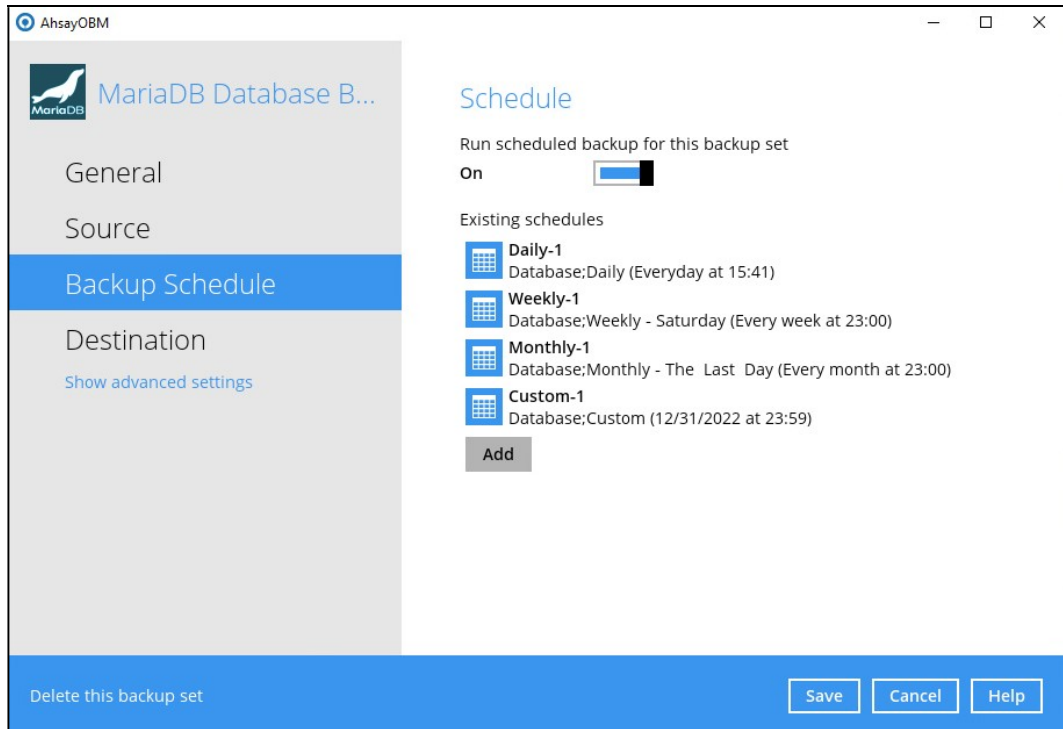 AhsayOBM
MariaDB
MariaDB Database B...
General
Source
Backup Schedule
Destination
Show advanced settings
Schedule
Run scheduled backup for this backup set
On
Existing schedules
Daily-1
Database;Daily (Everyday at 15:41)
Weekly-1
Database;Weekly - Saturday (Every week at 23:00)
Monthly-1
Database;Monthly - The Last Day (Every month at 23:00)
Custom-1
Database;Custom (12/31/2022 at 23:59)
Add
Delete this backup set
Save
Cancel
Help